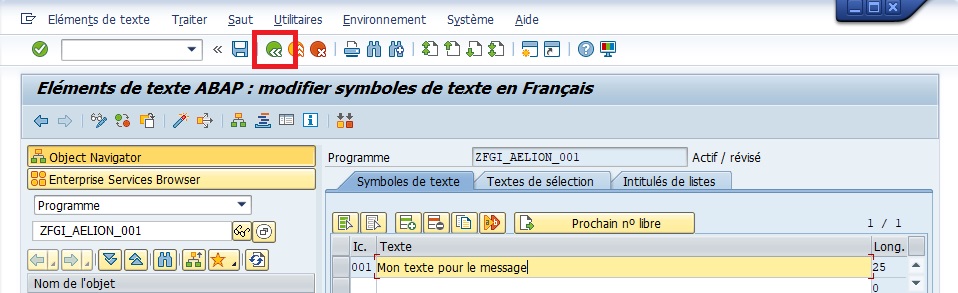 Eléments de texte Traiter Saut Utilitaires Environnement Système Aide
Eléments de texte ABAP : modifier symboles de texte en Français
Object Navigator
Enterprise Services Browser
Programme
ZFGI_AELION_001
Nom de l'objet
Programme ZFGI_AELION_001 Actif / révisé
Symboles de texte Textes de sélection Intitulés de listes
Prochain nº libre 1 / 1
Ic. Texte Long.
001 Mon texte pour le message 25
0